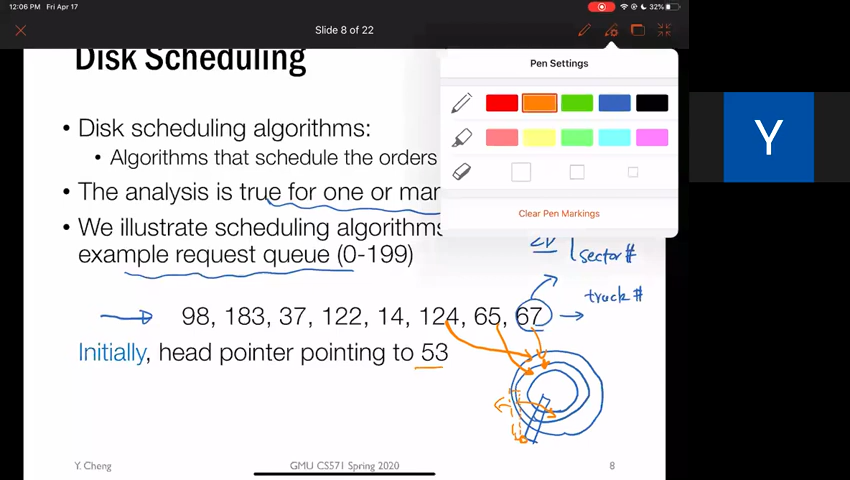 12:06 PM Fri Apr 17
32%
Slide 8 of 22
Pen Settings
Clear Pen Markings
Disk Scheduling
• Disk scheduling algorithms:
• Algorithms that schedule the orders
• The analysis is true for one or mar
• We illustrate scheduling algorithms
example request queue (0-199)
sector#
98, 183, 37, 122, 14, 124, 65, 67
track#
Initially, head pointer pointing to 53
Y. Cheng
GMU CS571 Spring 2020
8
Y